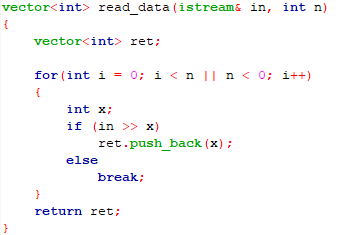 vector<int> read_data(istream& in, int n)
{
    vector<int> ret;
    for(int i = 0; i < n || n < 0; i++)
    {
        int x;
        if (in >> x)
            ret.push_back(x);
        else
            break;
    }
    return ret;
}